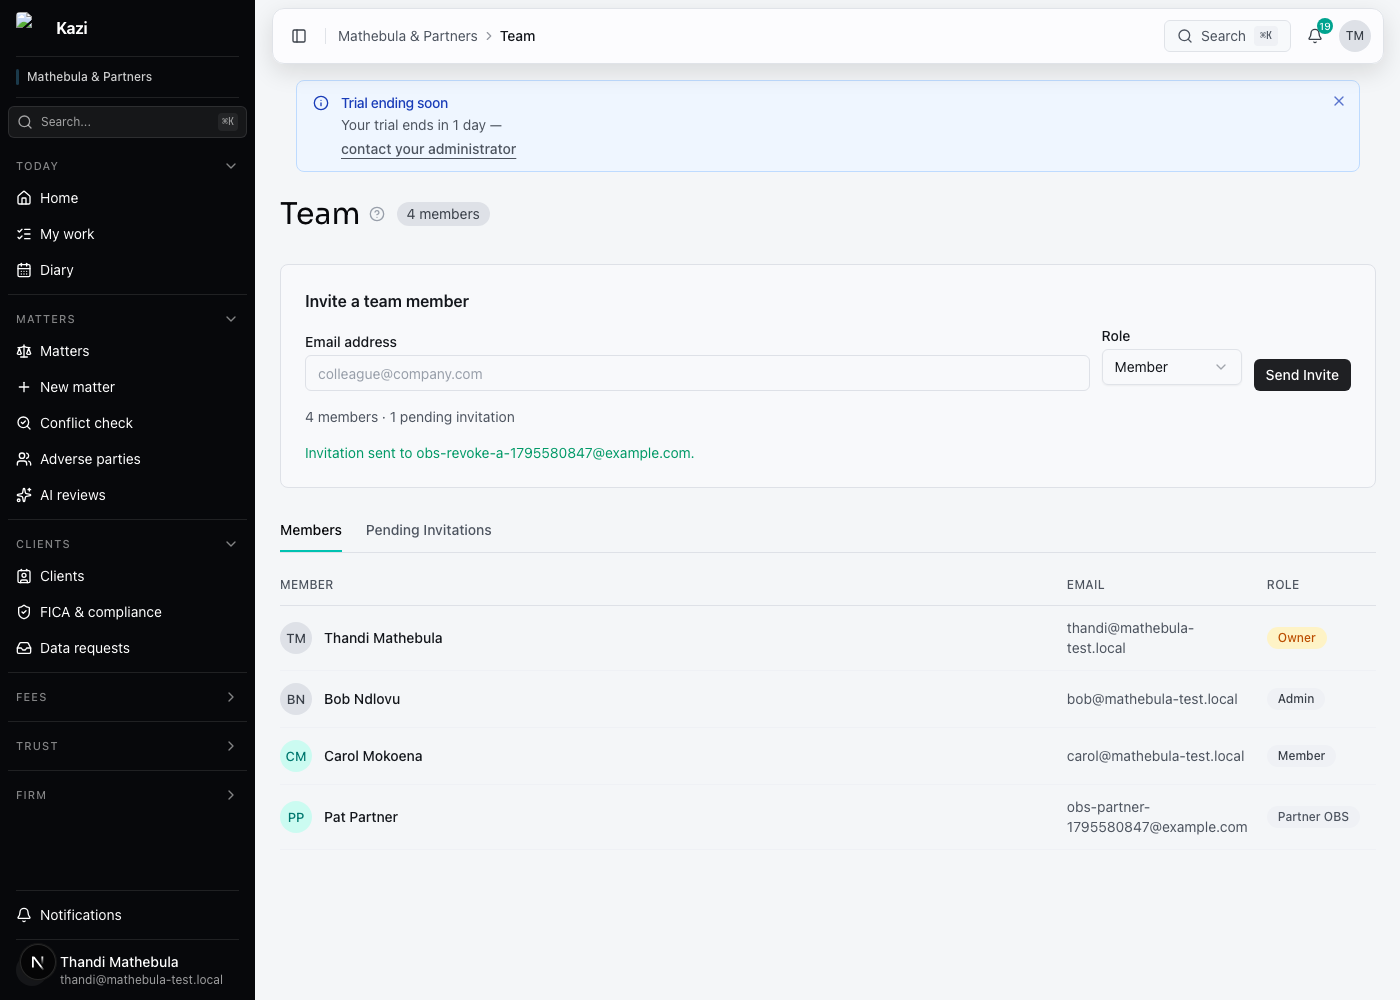 Kazi
Mathebula & Partners
Search...
⌘K
TODAY
Home
My work
Diary
MATTERS
Matters
New matter
Conflict check
Adverse parties
AI reviews
CLIENTS
Clients
FICA & compliance
Data requests
FEES
TRUST
FIRM
Notifications
N
Thandi Mathebula
thandi@mathebula-test.local
Mathebula & Partners > Team
Search ⌘K
19
TM
Trial ending soon
Your trial ends in 1 day —
contact your administrator
Team
4 members
Invite a team member
Email address
colleague@company.com
Role
Member
Send Invite
4 members · 1 pending invitation
Invitation sent to obs-revoke-a-1795580847@example.com.
Members
Pending Invitations
MEMBER
EMAIL
ROLE
TM
Thandi Mathebula
thandi@mathebula-
test.local
Owner
BN
Bob Ndlovu
bob@mathebula-test.local
Admin
CM
Carol Mokoena
carol@mathebula-test.local
Member
PP
Pat Partner
obs-partner-
1795580847@example.com
Partner OBS